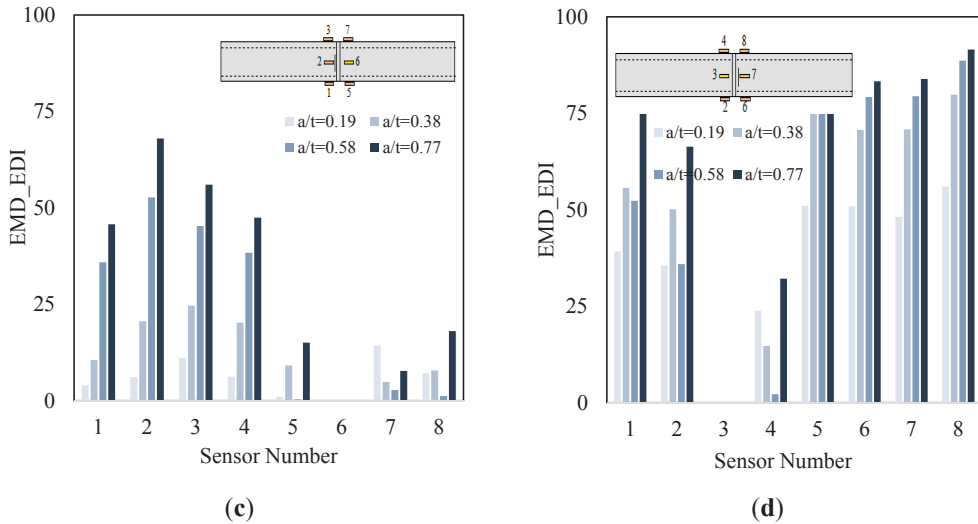 100
75
50
25
0
EMD_EDI
3 7
2 6
1 5
a/t=0.19 a/t=0.38
a/t=0.58 a/t=0.77
1 2 3 4 5 6 7 8
Sensor Number
(c)
100
75
50
25
0
EMD_EDI
4 8
3 7
2 6
a/t=0.19 a/t=0.38
a/t=0.58 a/t=0.77
1 2 3 4 5 6 7 8
Sensor Number
(d)